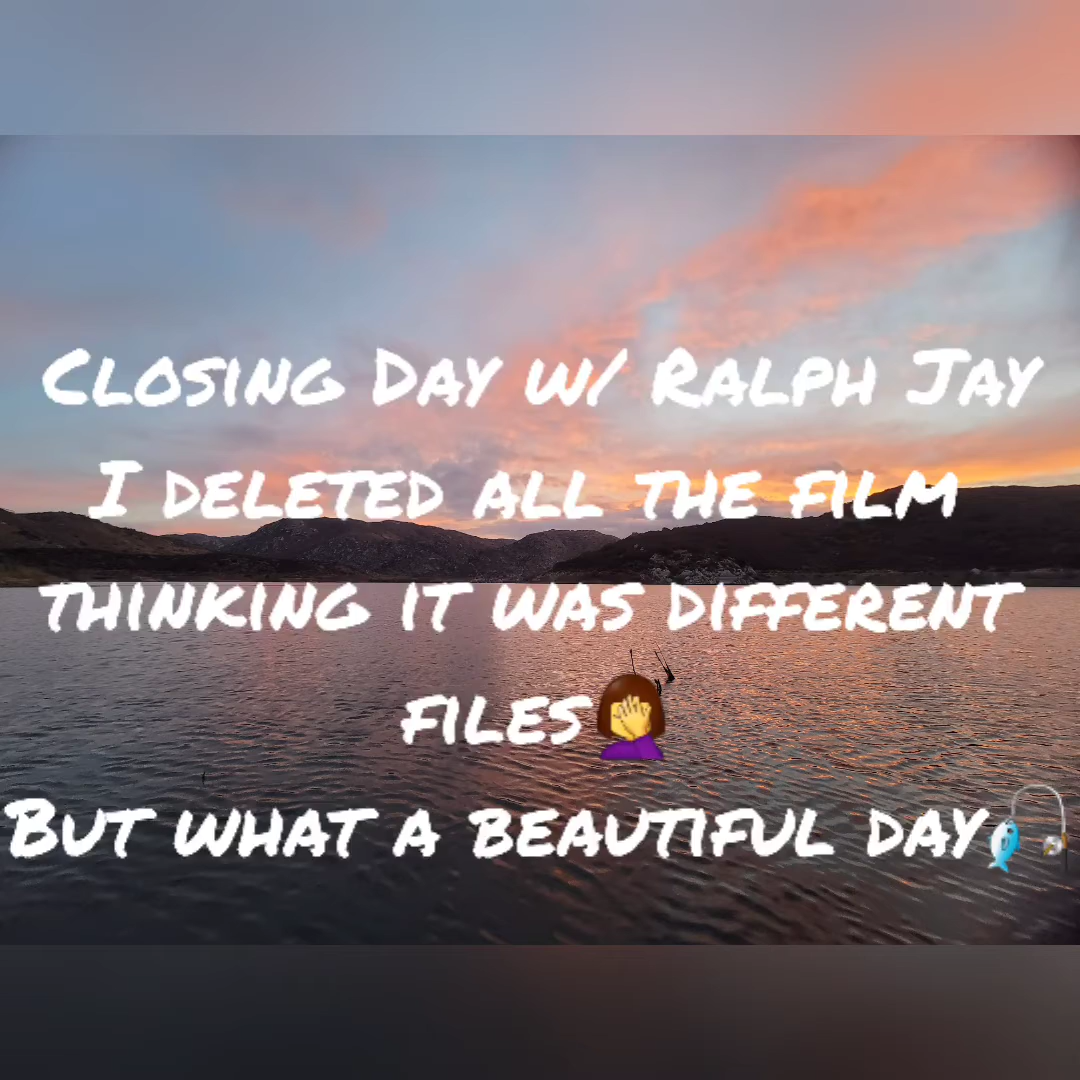 Closing Day w/ Ralph Jay
I deleted all the film
thinking it was different
files🤦‍♀️
But what a beautiful day🎣